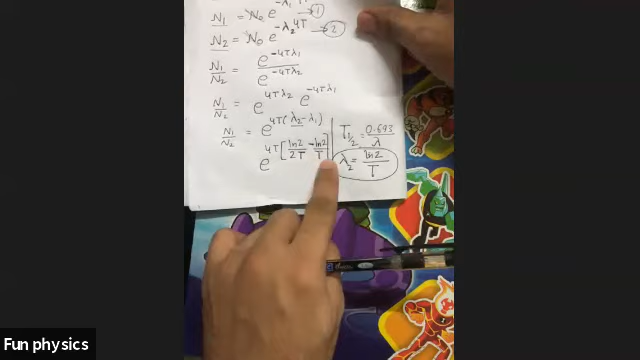 N1 = N0 e^-λ1 4T → 1
N2 = N0 e^-λ2 4T → 2
N1/N2 = e^-4Tλ1 / e^-4Tλ2
N1/N2 = e^4Tλ2 e^-4Tλ1
N1/N2 = e^4T(λ2-λ1)
e^4T[ln2/2T - ln2/T]
T1/2 = 0.693/λ
λ2 = ln2/T
Fun physics